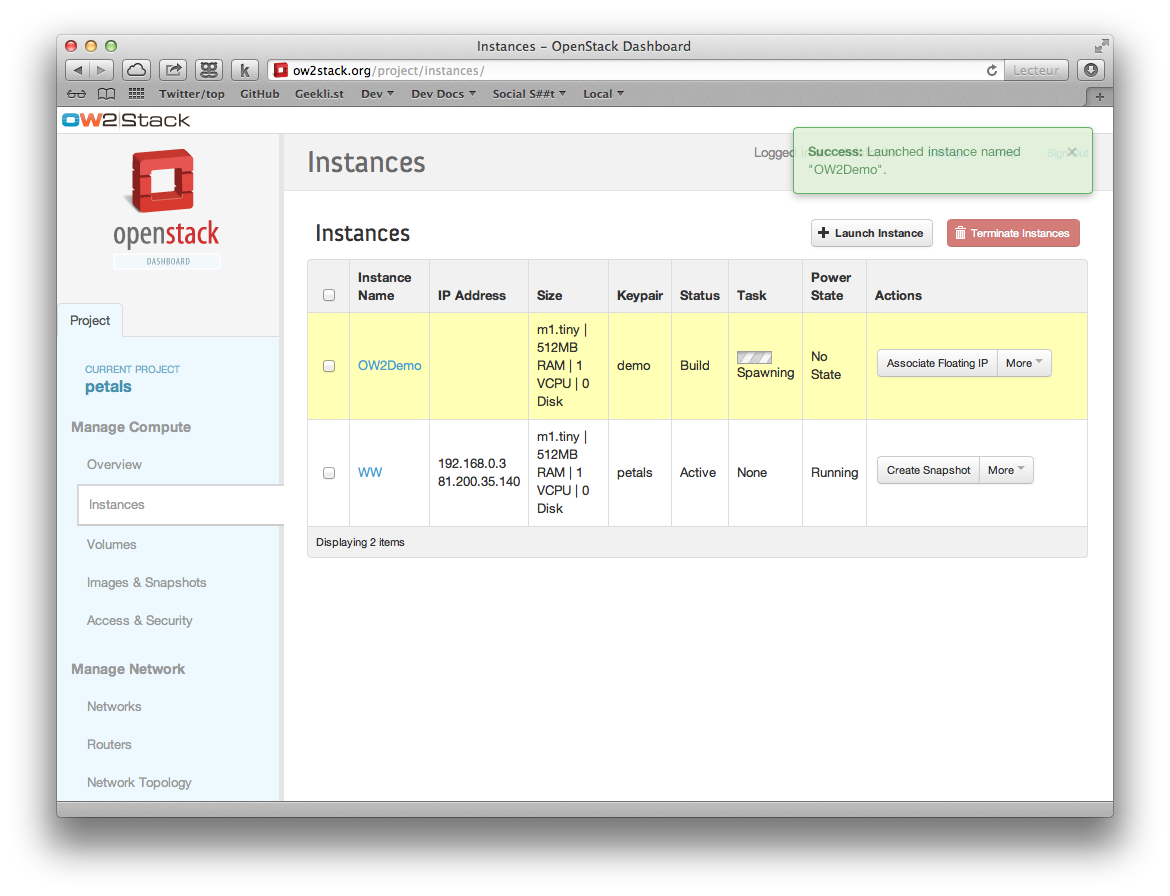 Instances – OpenStack Dashboard
ow2stack.org/project/instances/
Lecteur
Twitter/top GitHub Geekli.st Dev Dev Docs Social S##t Local
OW2 Stack
openstack
DASHBOARD
Project
CURRENT PROJECT
petals
Manage Compute
Overview
Instances
Volumes
Images & Snapshots
Access & Security
Manage Network
Networks
Routers
Network Topology
Instances
Logged
Success: Launched instance named
"OW2Demo".
×
Sign Out
Instances
Launch Instance
Terminate Instances
Instance
Name
IP Address
Size
Keypair
Status
Task
Power
State
Actions
OW2Demo
m1.tiny |
512MB
RAM | 1
VCPU | 0
Disk
demo
Build
Spawning
No
State
Associate Floating IP
More
WW
192.168.0.3
81.200.35.140
m1.tiny |
512MB
RAM | 1
VCPU | 0
Disk
petals
Active
None
Running
Create Snapshot
More
Displaying 2 items